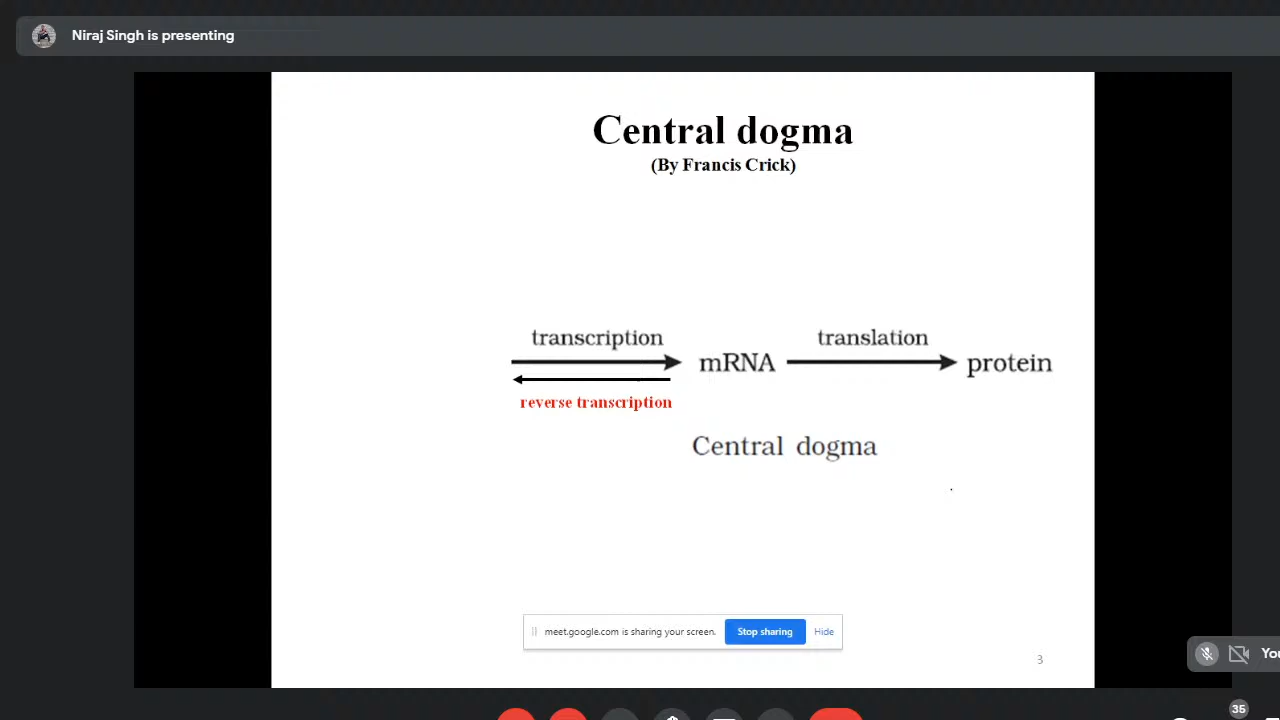 Niraj Singh is presenting
Central dogma
(By Francis Crick)
transcription
translation
mRNA
protein
reverse transcription
Central dogma
meet.google.com is sharing your screen.
Stop sharing
Hide
3
35